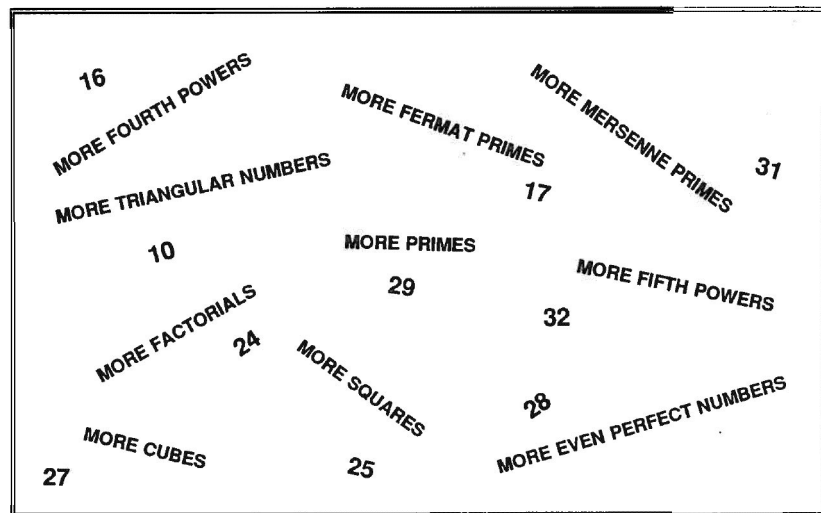 16
MORE FOURTH POWERS
MORE FERMAT PRIMES
17
MORE MERSENNE PRIMES
31
MORE TRIANGULAR NUMBERS
10
MORE PRIMES
29
MORE FIFTH POWERS
32
MORE FACTORIALS
24
MORE SQUARES
25
28
MORE EVEN PERFECT NUMBERS
MORE CUBES
27